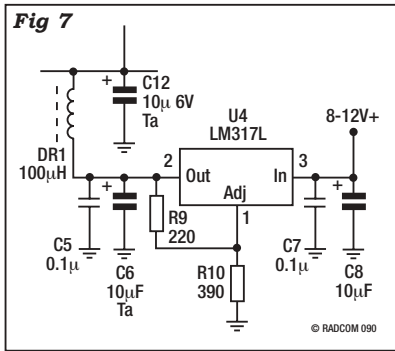 Fig 7
C12
10µ 6V
Ta
DR1
100µH
U4
LM317L
8-12V+
2
3
Out
In
Adj
1
C5
0.1µ
C6
10µF
Ta
R9
220
R10
390
C7
0.1µ
C8
10µF
+
+
+
© RADCOM 090